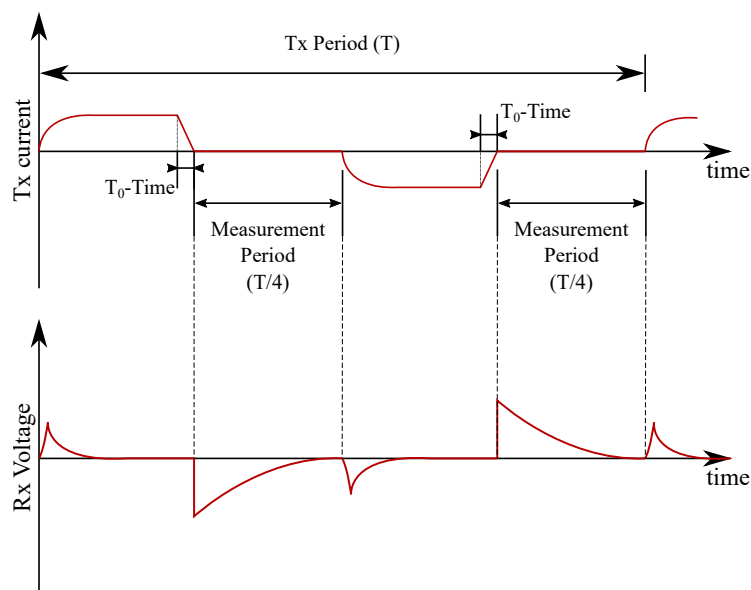 Tx Period (T)
T₀-Time
Tx current
time
T₀-Time
Measurement
Period
(T/4)
Measurement
Period
(T/4)
Rx Voltage
time